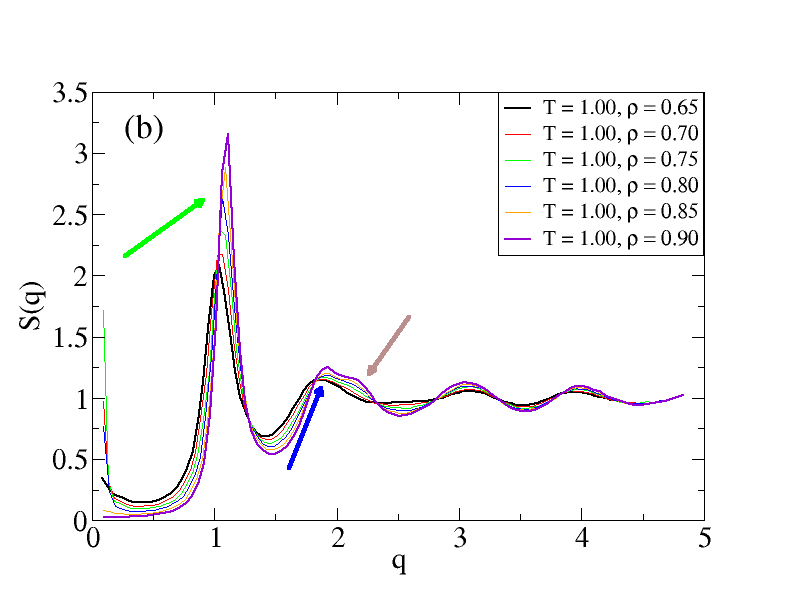 (b)
T = 1.00, ρ = 0.65
T = 1.00, ρ = 0.70
T = 1.00, ρ = 0.75
T = 1.00, ρ = 0.80
T = 1.00, ρ = 0.85
T = 1.00, ρ = 0.90
3.5
3
2.5
2
1.5
1
0.5
0
S(q)
0 1 2 3 4 5
q